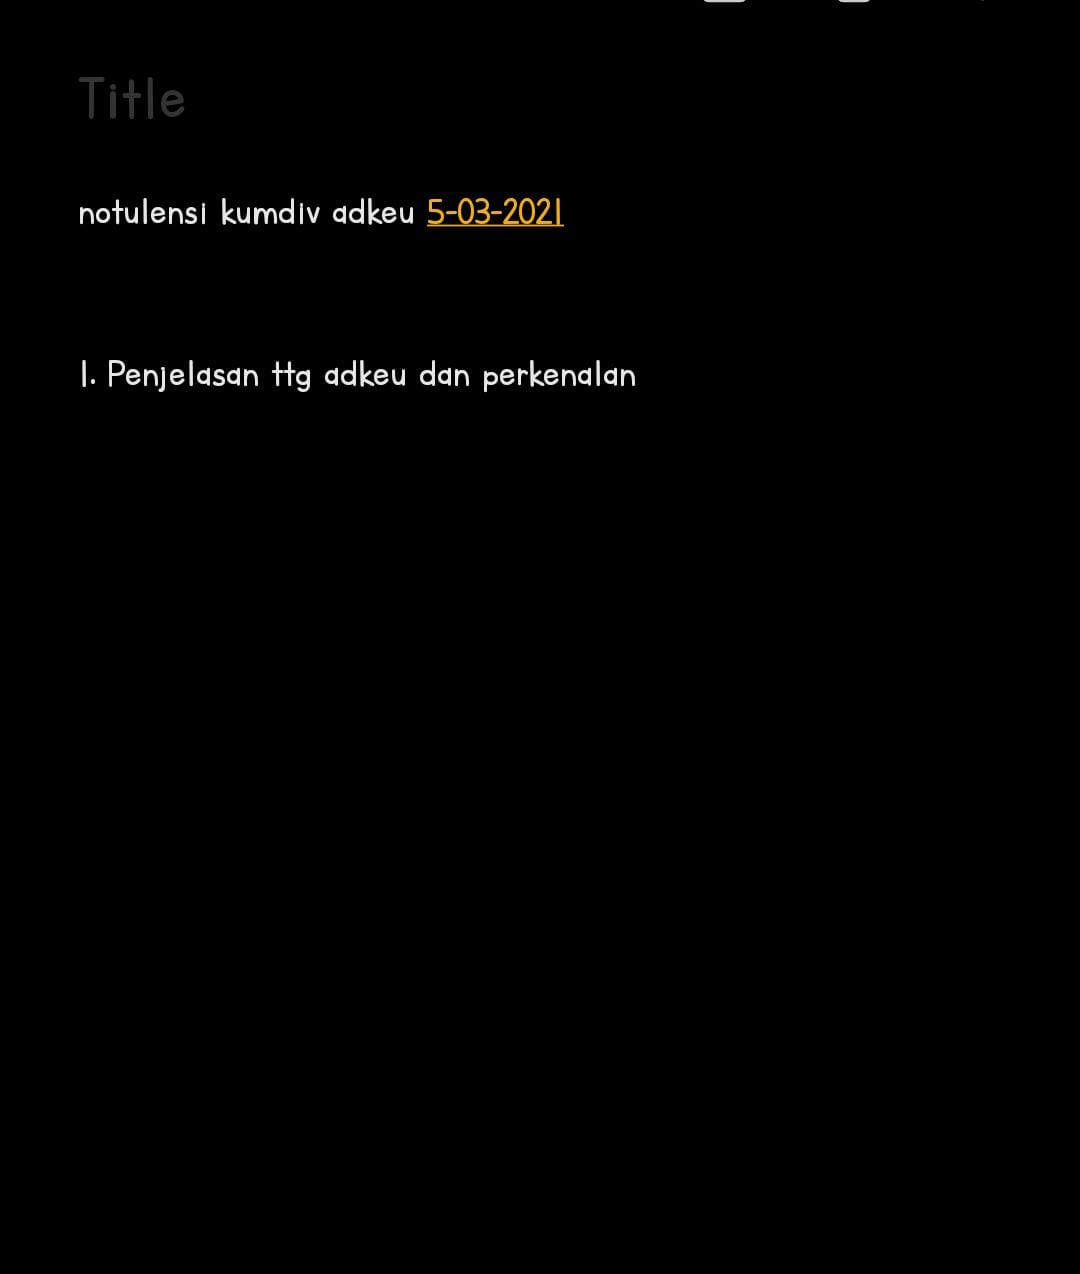 Title
notulensi kumdiv adkeu 5-03-2021
1. Penjelasan ttg adkeu dan perkenalan